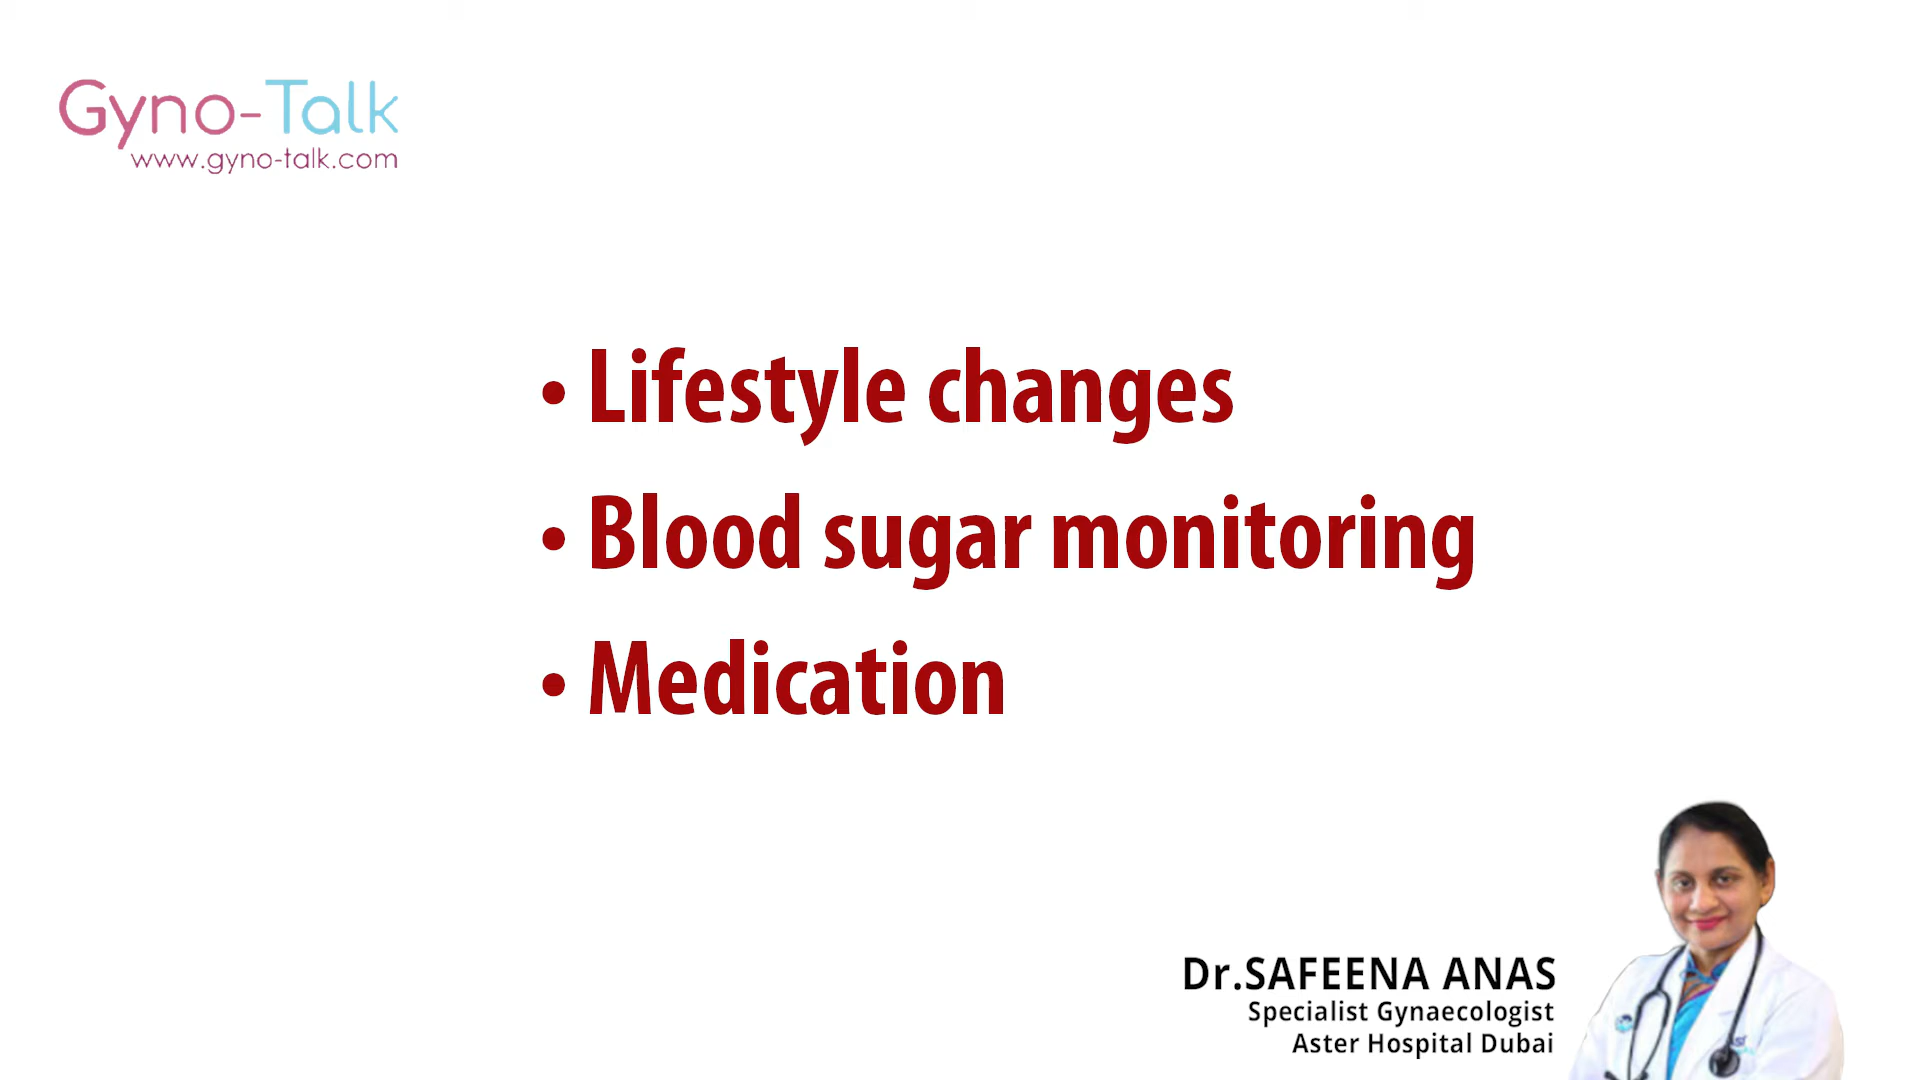 Gyno-Talk
www.gyno-talk.com
• Lifestyle changes
• Blood sugar monitoring
• Medication
Dr.SAFEENA ANAS
Specialist Gynaecologist
Aster Hospital Dubai